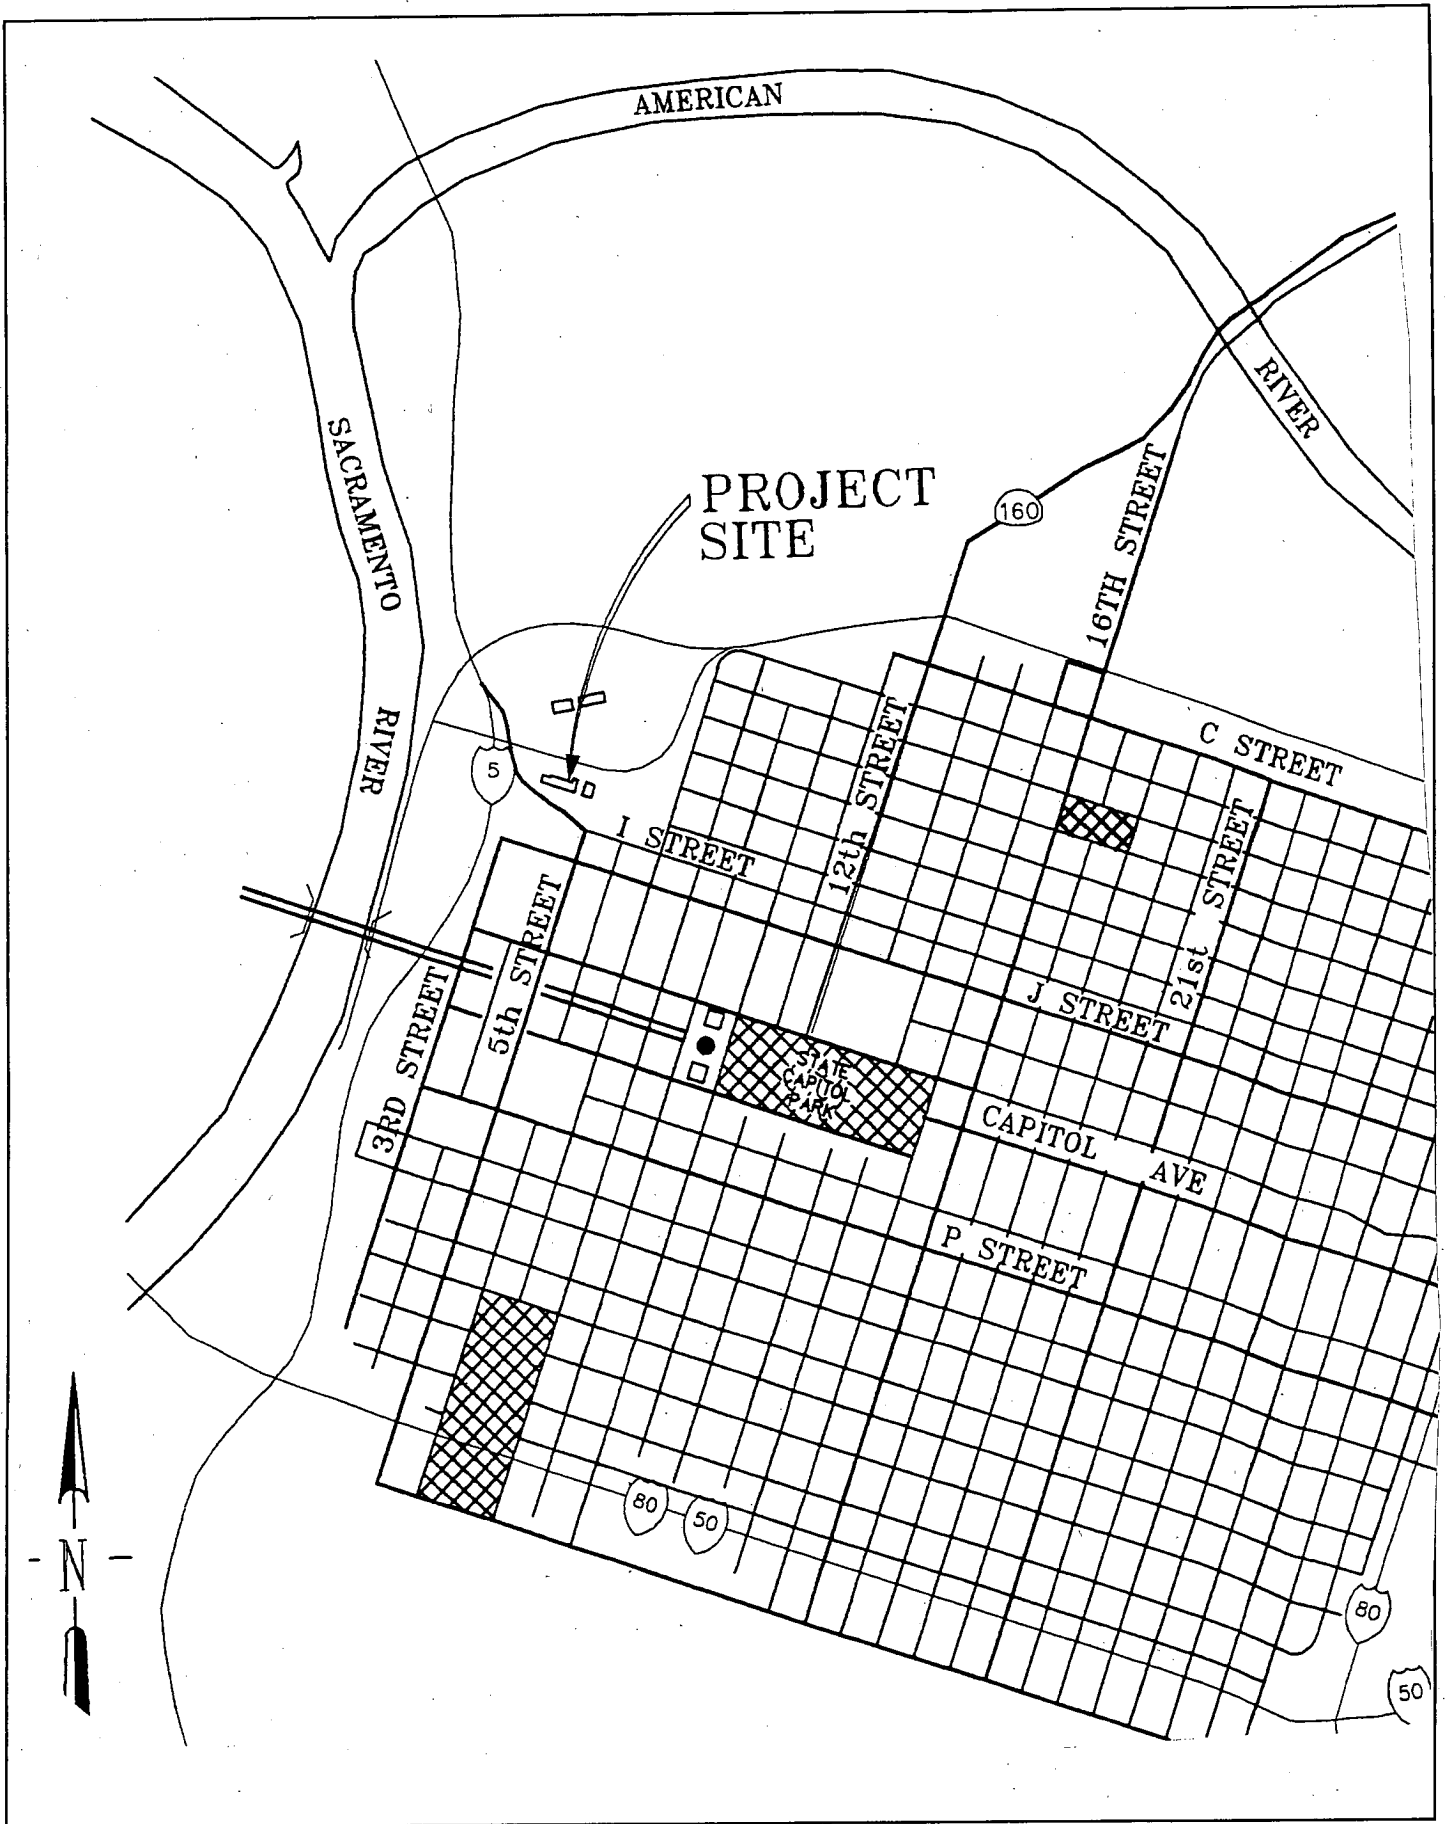 AMERICAN
RIVER
SACRAMENTO
RIVER
PROJECT
SITE
160
16TH STREET
C STREET
5
I STREET
12th STREET
21st STREET
5th STREET
3RD STREET
J STREET
STATE
CAPITOL
PARK
CAPITOL AVE
P STREET
80
50
- N -
80
50